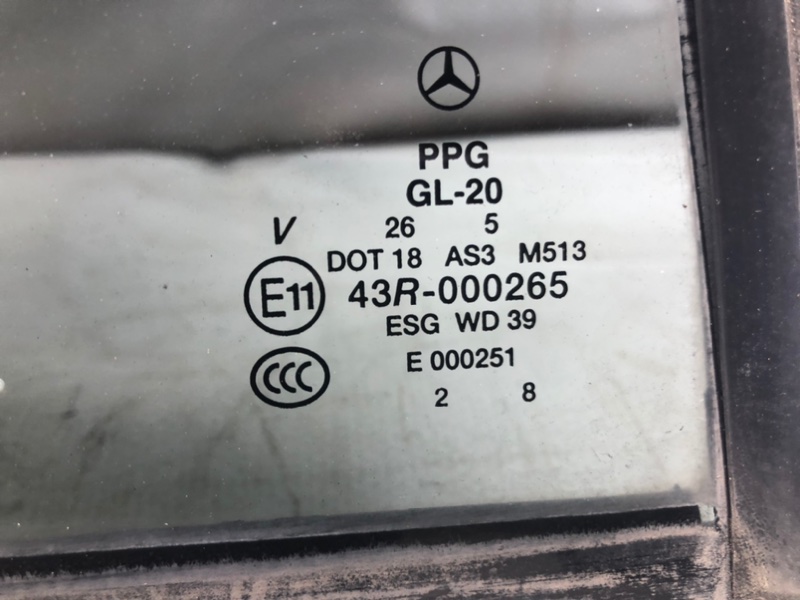 PPG
GL-20
26 5
V
DOT 18 AS3 M513
E11 43R-000265
ESG WD 39
CCC E 000251
2 8